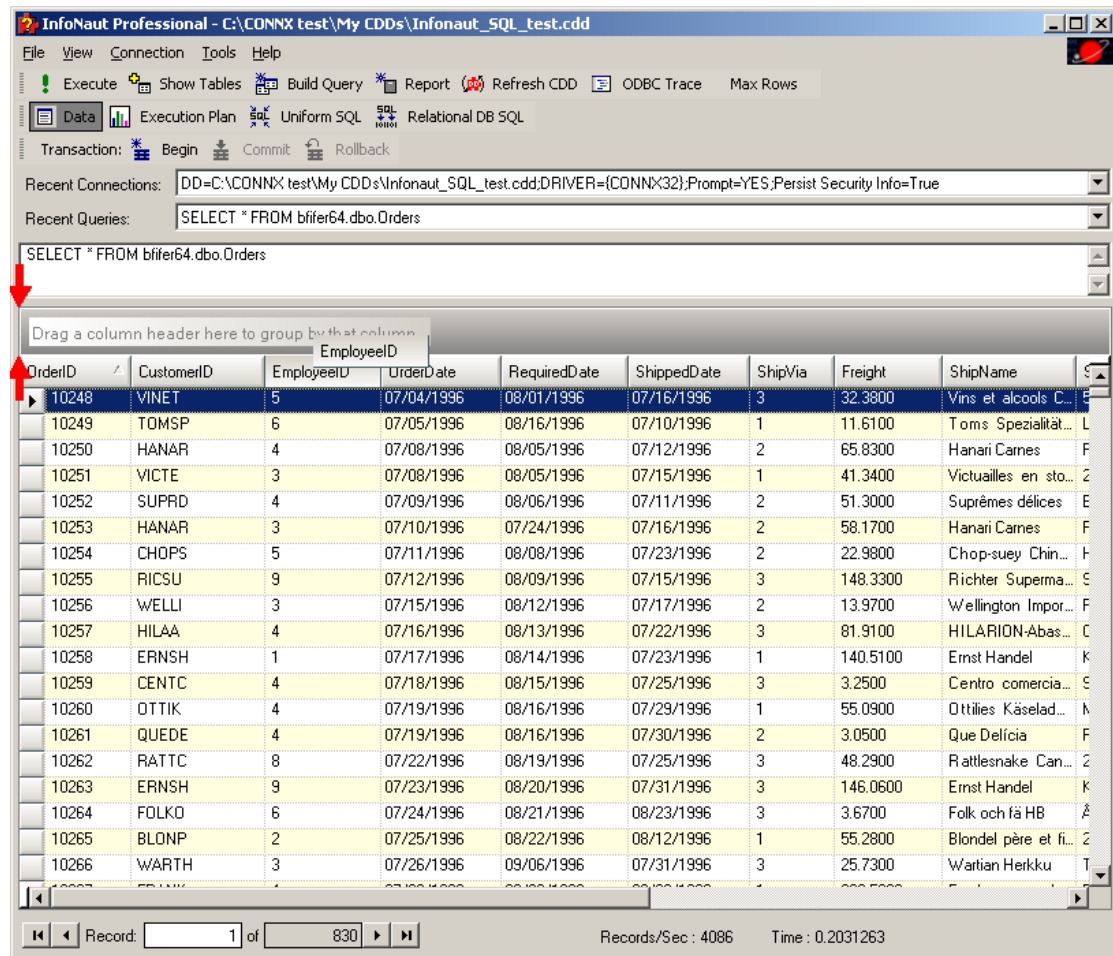 InfoNaut Professional - C:\CONNX test\My CDDs\Infonaut_SQL_test.cdd
File View Connection Tools Help
Execute Show Tables Build Query Report Refresh CDD ODBC Trace Max Rows
Data Execution Plan Uniform SQL Relational DB SQL
Transaction: Begin Commit Rollback
Recent Connections: DD=C:\CONNX test\My CDDs\Infonaut_SQL_test.cdd;DRIVER={CONNX32};Prompt=YES;Persist Security Info=True
Recent Queries: SELECT * FROM bfifer64.dbo.Orders
SELECT * FROM bfifer64.dbo.Orders
Drag a column header here to group by that column
EmployeeID
OrderID CustomerID EmployeeID OrderDate RequiredDate ShippedDate ShipVia Freight ShipName
10248 VINET 5 07/04/1996 08/01/1996 07/16/1996 3 32.3800 Vins et alcools C...
10249 TOMSP 6 07/05/1996 08/16/1996 07/10/1996 1 11.6100 Toms Spezialität...
10250 HANAR 4 07/08/1996 08/05/1996 07/12/1996 2 65.8300 Hanari Carnes
10251 VICTE 3 07/08/1996 08/05/1996 07/15/1996 1 41.3400 Victuailles en sto...
10252 SUPRD 4 07/09/1996 08/06/1996 07/11/1996 2 51.3000 Suprêmes délices
10253 HANAR 3 07/10/1996 07/24/1996 07/16/1996 2 58.1700 Hanari Carnes
10254 CHOPS 5 07/11/1996 08/08/1996 07/23/1996 2 22.9800 Chop-suey Chin...
10255 RICSU 9 07/12/1996 08/09/1996 07/15/1996 3 148.3300 Richter Superma...
10256 WELLI 3 07/15/1996 08/12/1996 07/17/1996 2 13.9700 Wellington Impor...
10257 HILAA 4 07/16/1996 08/13/1996 07/22/1996 3 81.9100 HILARION-Abas...
10258 ERNSH 1 07/17/1996 08/14/1996 07/23/1996 1 140.5100 Ernst Handel
10259 CENTC 4 07/18/1996 08/15/1996 07/25/1996 3 3.2500 Centro comercia...
10260 OTTIK 4 07/19/1996 08/16/1996 07/29/1996 1 55.0900 Ottilies Käselad...
10261 QUEDE 4 07/19/1996 08/16/1996 07/30/1996 2 3.0500 Que Delícia
10262 RATTC 8 07/22/1996 08/19/1996 07/25/1996 3 48.2900 Rattlesnake Can...
10263 ERNSH 9 07/23/1996 08/20/1996 07/31/1996 3 146.0600 Ernst Handel
10264 FOLKO 6 07/24/1996 08/21/1996 08/23/1996 3 3.6700 Folk och fä HB
10265 BLONP 2 07/25/1996 08/22/1996 08/12/1996 1 55.2800 Blondel père et fi...
10266 WARTH 3 07/26/1996 09/06/1996 07/31/1996 3 25.7300 Wartian Herkku
Record: 1 of 830 Records/Sec : 4086 Time : 0.2031263